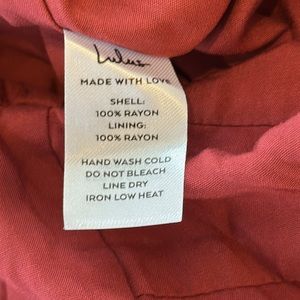 Lulus
MADE WITH LOVE
SHELL:
100% RAYON
LINING:
100% RAYON
HAND WASH COLD
DO NOT BLEACH
LINE DRY
IRON LOW HEAT